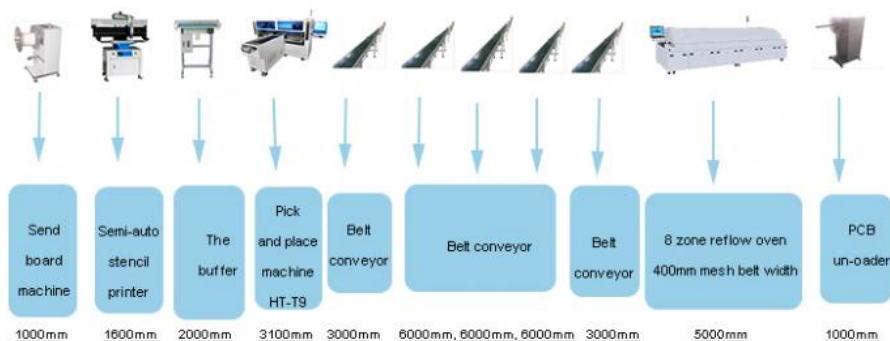 Send
board
machine
Semi-auto
stencil
printer
The
buffer
Pick
and place
machine
HT-T9
Belt
conveyor
Belt conveyor
Belt
conveyor
8 zone reflow oven
400mm mesh belt width
PCB
un-oader
1000mm
1600mm
2000mm
3100mm
3000mm
6000mm, 6000mm, 6000mm
3000mm
5000mm
1000mm